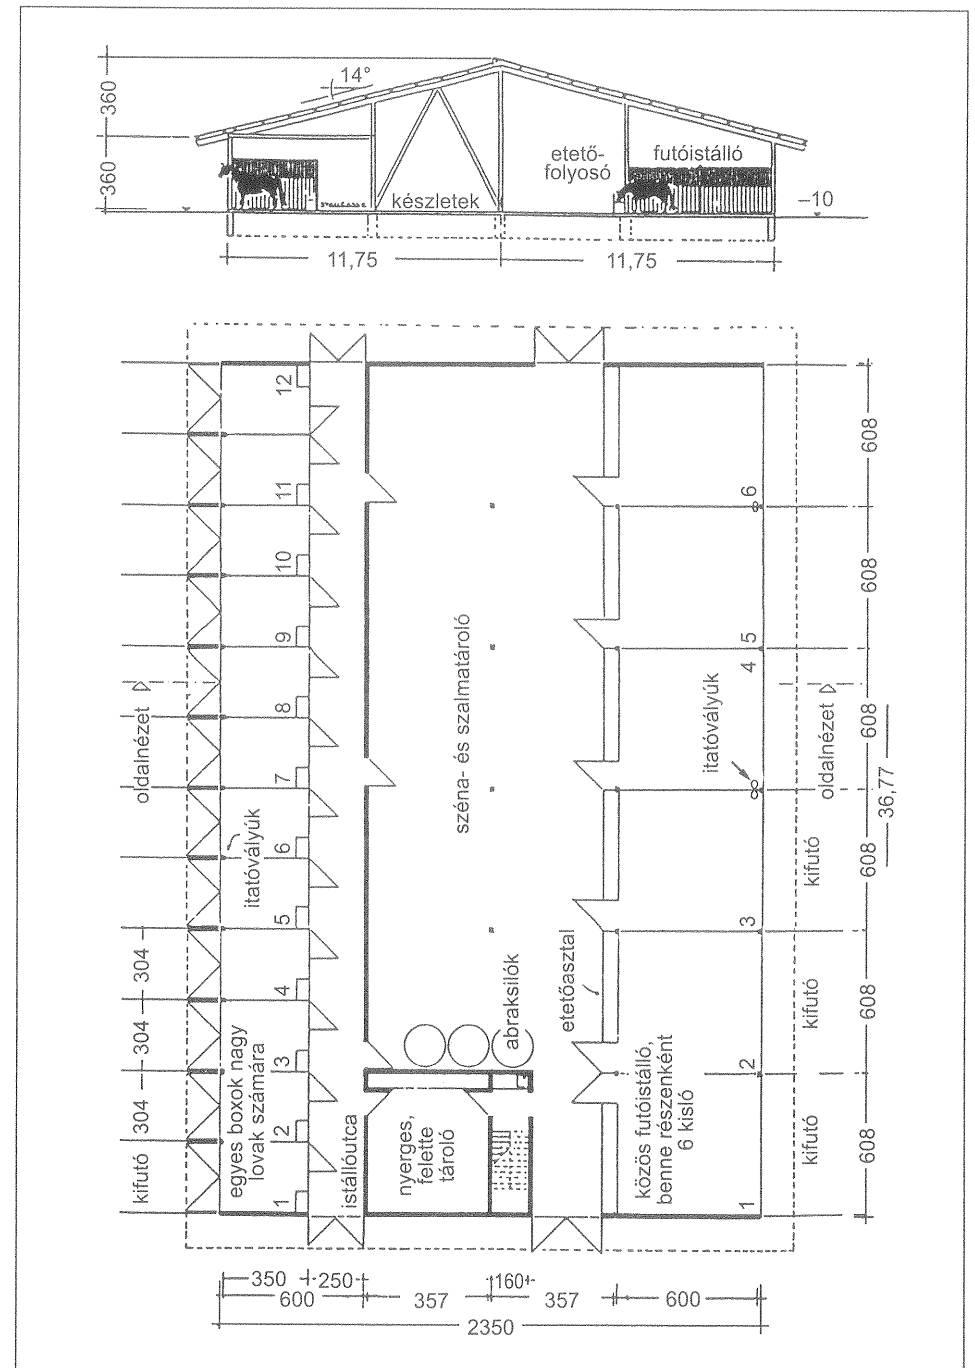 360
360
14°
készletek
etető-
folyosó
futóistálló
–10
11,75
11,75
12
11
10
9
8
7
6
5
4
3
2
1
oldalnézet
itatóvályúk
304
304
304
kifutó
egyes boxok nagy
lovak számára
istállóutca
széna- és szalmatároló
abraksilók
etetőasztal
nyerges,
felette
tároló
itatóvályúk
közös futóistálló,
benne részenként
6 kisló
6
5
4
3
2
1
oldalnézet
kifutó
kifutó
kifutó
608
608
608
608
608
608
36,77
350
250
160
600
357
357
600
2350